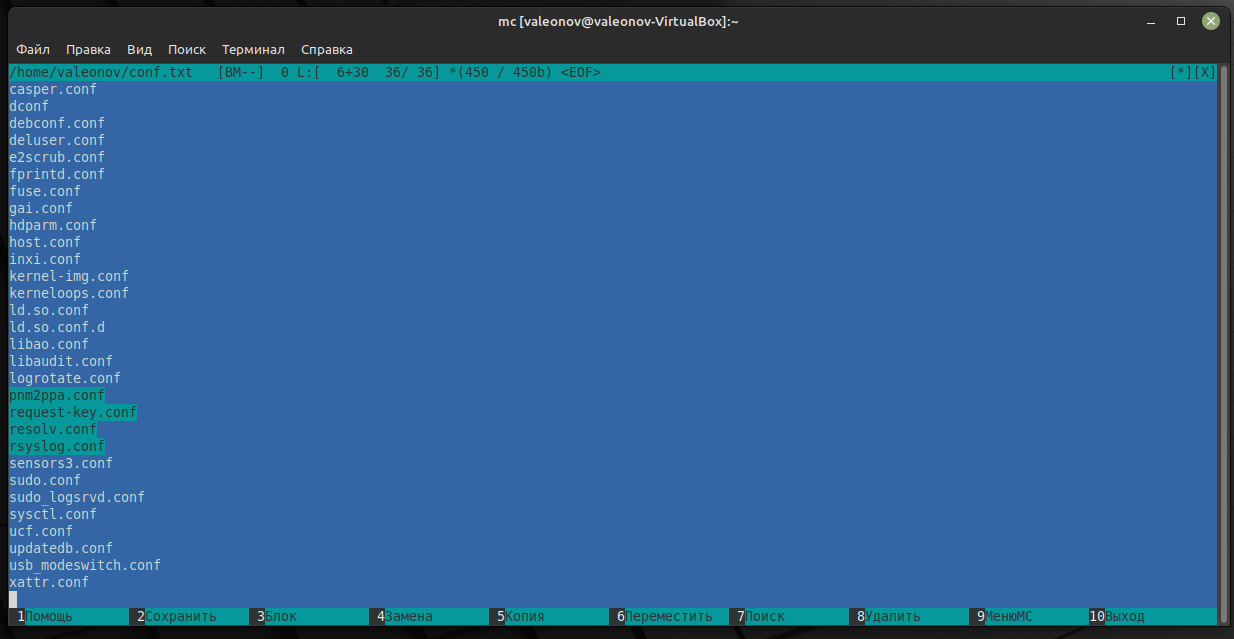 mc [valeonov@valeonov-VirtualBox]:~
Файл Правка Вид Поиск Терминал Справка
/home/valeonov/conf.txt [BM--] 0 L:[ 6+30 36/ 36] *(450 / 450b) <EOF> [*][X]
casper.conf
dconf
debconf.conf
deluser.conf
e2scrub.conf
fprintd.conf
fuse.conf
gai.conf
hdparm.conf
host.conf
inxi.conf
kernel-img.conf
kerneloops.conf
ld.so.conf
ld.so.conf.d
libao.conf
libaudit.conf
logrotate.conf
pnm2ppa.conf
request-key.conf
resolv.conf
rsyslog.conf
sensors3.conf
sudo.conf
sudo_logsrvd.conf
sysctl.conf
ucf.conf
updatedb.conf
usb_modeswitch.conf
xattr.conf
1Помощь 2Сохранить 3Блок 4Замена 5Копия 6Переместить 7Поиск 8Удалить 9МенюМС 10Выход